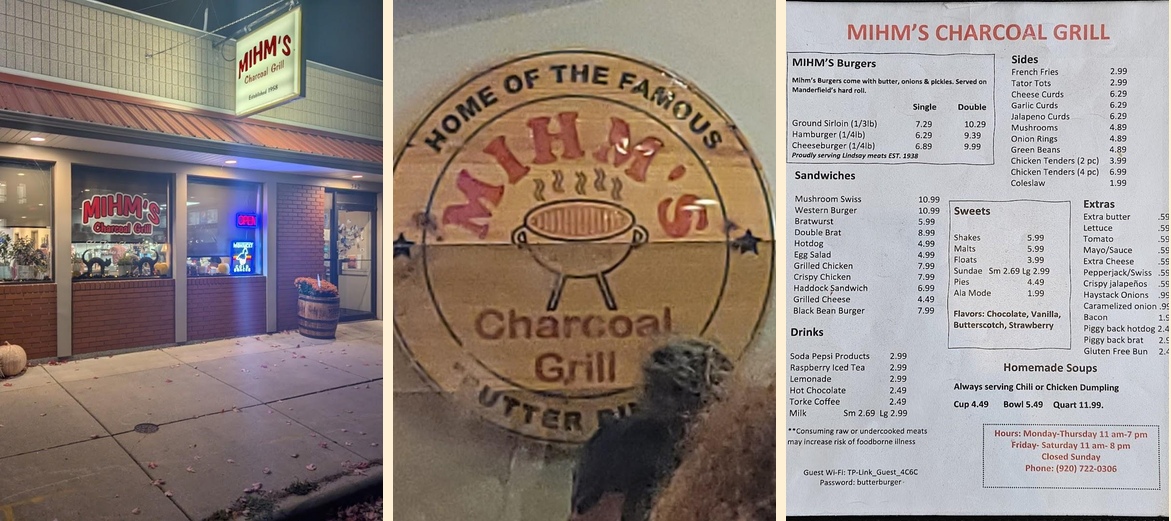 MIHM'S
Charcoal Grill
Established 1958
MIHM'S
Charcoal Grill
OPEN
HOME OF THE FAMOUS
MIHM'S
Charcoal
Grill
MIHM'S CHARCOAL GRILL
MIHM'S Burgers
Mihm's Burgers come with butter, onions & pickles. Served on
Manderfield's hard roll.
Single Double
Ground Sirloin (1/3lb) 7.29 10.29
Hamburger (1/4lb) 6.29 9.39
Cheeseburger (1/4lb) 6.89 9.99
Proudly serving Lindsay meats EST. 1938
Sides
French Fries 2.99
Tator Tots 2.99
Cheese Curds 6.29
Garlic Curds 6.29
Jalapeno Curds 6.29
Mushrooms 4.89
Onion Rings 4.89
Green Beans 4.89
Chicken Tenders (2 pc) 3.99
Chicken Tenders (4 pc) 6.99
Coleslaw 1.99
Sandwiches
Mushroom Swiss 10.99
Western Burger 10.99
Bratwurst 5.99
Double Brat 8.99
Hotdog 4.99
Egg Salad 4.99
Grilled Chicken 7.99
Crispy Chicken 7.99
Haddock Sandwich 6.99
Grilled Cheese 4.49
Black Bean Burger 7.99
Sweets
Shakes 5.99
Malts 5.99
Floats 3.99
Sundae Sm 2.69 Lg 2.99
Pies 4.49
Ala Mode 1.99
Flavors: Chocolate, Vanilla,
Butterscotch, Strawberry
Extras
Extra butter
Lettuce
Tomato
Mayo/Sauce
Extra Cheese
Pepperjack/Swiss
Crispy jalapeños
Haystack Onions
Caramelized onion
Bacon
Piggy back hotdog
Piggy back brat
Gluten Free Bun
Drinks
Soda Pepsi Products 2.99
Raspberry Iced Tea 2.99
Lemonade 2.99
Hot Chocolate 2.49
Torke Coffee 2.49
Milk Sm 2.69 Lg 2.99
Homemade Soups
Always serving Chili or Chicken Dumpling
Cup 4.49 Bowl 5.49 Quart 11.99.
**Consuming raw or undercooked meats
may increase risk of foodborne illness
Guest Wi-Fi: TP-Link_Guest_4C6C
Password: butterburger
Hours: Monday-Thursday 11 am-7 pm
Friday- Saturday 11 am- 8 pm
Closed Sunday
Phone: (920) 722-0306